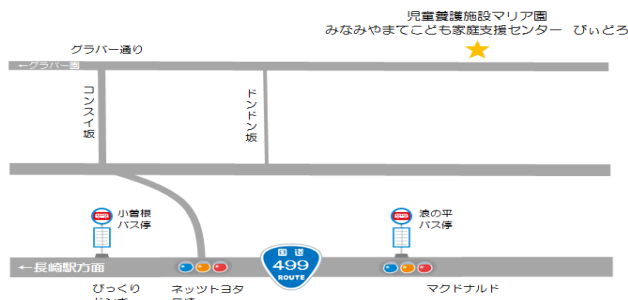 児童養護施設マリア園
みなみやまてこども家庭支援センター びぃどろ
グラバー通り
←グラバー園
コンスイ坂
ドンドン坂
小曽根
バス停
浪の平
バス停
←長崎駅方面
国道
499
ROUTE
びっくり
ネッツトヨタ
マクドナルド